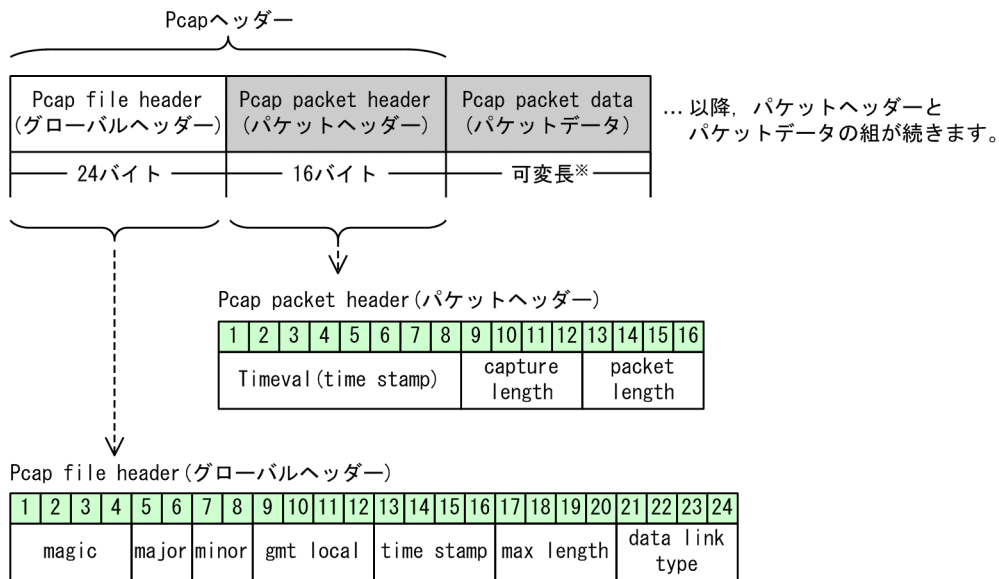 Pcapヘッダー
Pcap file header
(グローバルヘッダー)
Pcap packet header
(パケットヘッダー)
Pcap packet data
(パケットデータ)
… 以降，パケットヘッダーと
パケットデータの組が続きます。
24バイト
16バイト
可変長※
Pcap packet header(パケットヘッダー)
1 2 3 4 5 6 7 8 9 10 11 12 13 14 15 16
Timeval(time stamp)
capture
length
packet
length
Pcap file header(グローバルヘッダー)
1 2 3 4 5 6 7 8 9 10 11 12 13 14 15 16 17 18 19 20 21 22 23 24
magic
major
minor
gmt local
time stamp
max length
data link
type